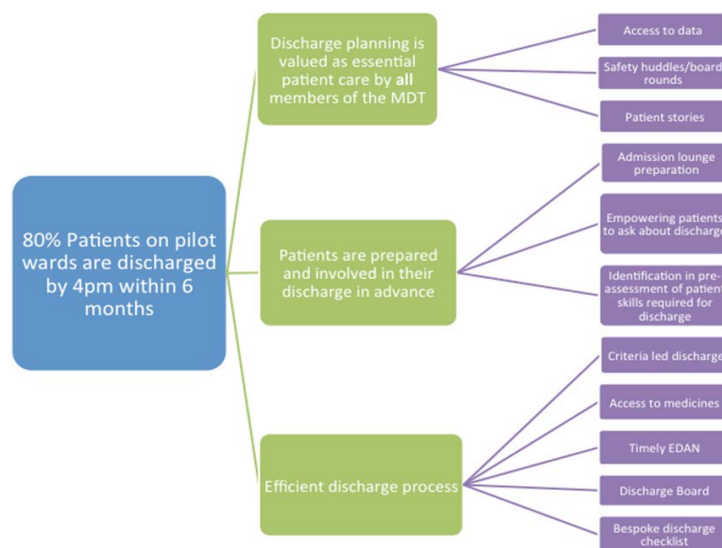 80% Patients on pilot
wards are discharged
by 4pm within 6
months
Discharge planning is
valued as essential
patient care by all
members of the MDT
Patients are prepared
and involved in their
discharge in advance
Efficient discharge process
Access to data
Safety huddles/board
rounds
Patient stories
Admission lounge
preparation
Empowering patients
to ask about discharge
Identification in pre-
assessment of patient
skills required for
discharge
Criteria led discharge
Access to medicines
Timely EDAN
Discharge Board
Bespoke discharge
checklist